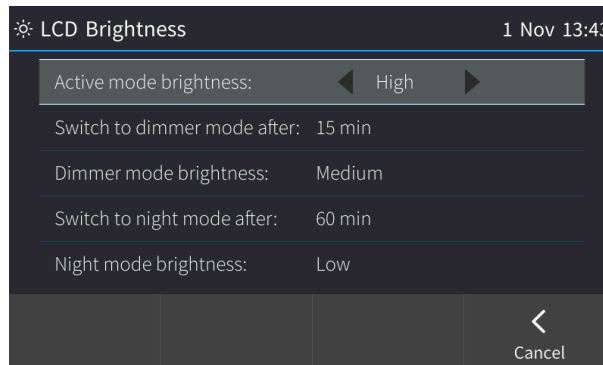 LCD Brightness 1 Nov 13:43
Active mode brightness: High
Switch to dimmer mode after: 15 min
Dimmer mode brightness: Medium
Switch to night mode after: 60 min
Night mode brightness: Low
Cancel